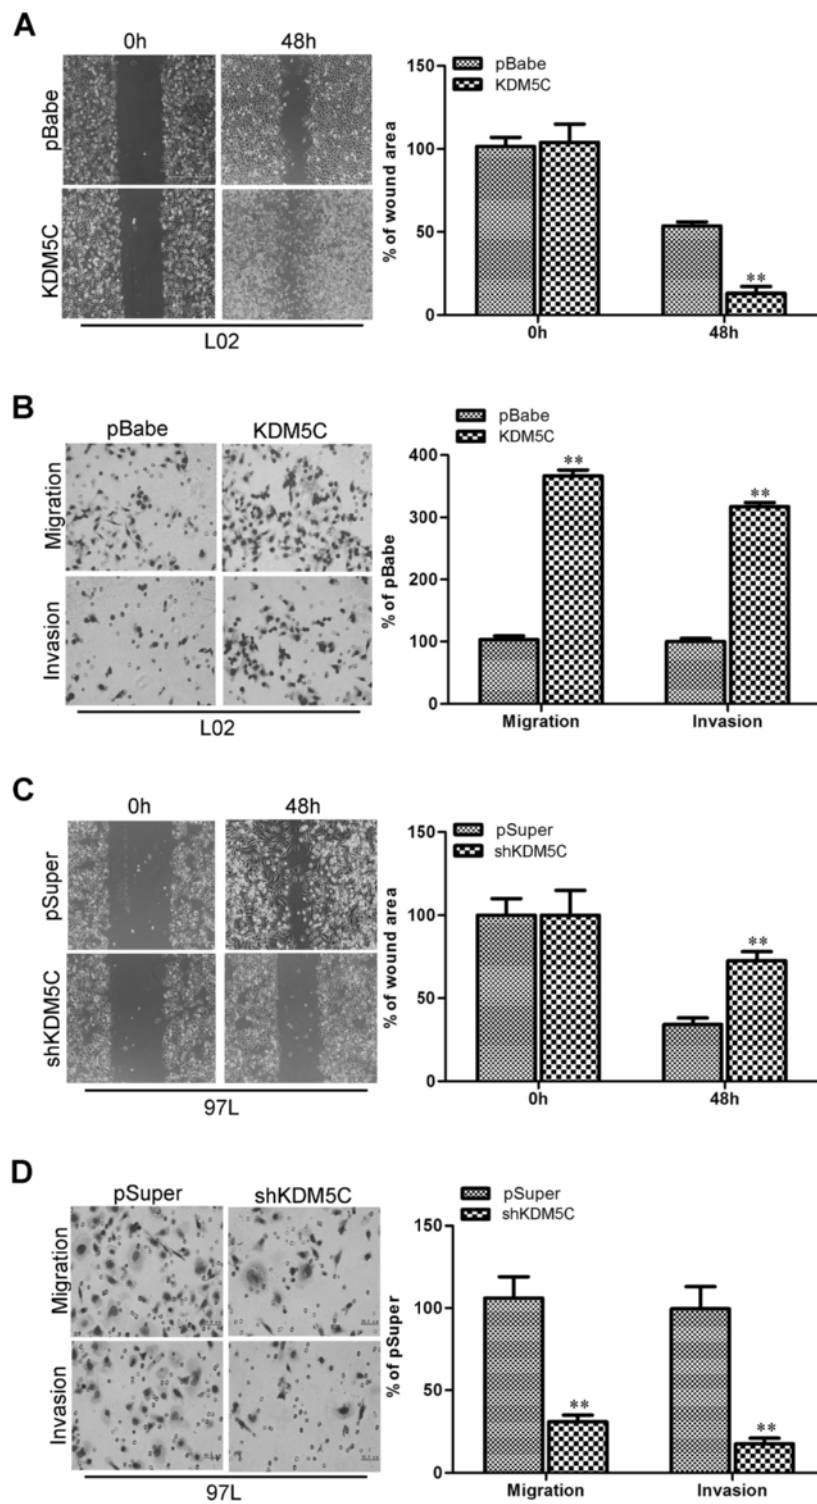 A
0h 48h
pBabe
KDM5C
L02
pBabe
KDM5C
% of wound area
150
100
50
0
**
0h 48h
B
pBabe KDM5C
Migration
Invasion
L02
pBabe
KDM5C
% of pBabe
400
300
400
200
100
0
**
**
Migration Invasion
C
0h 48h
pSuper
shKDM5C
97L
pSuper
shKDM5C
% of wound area
150
100
50
0
**
0h 48h
D
pSuper shKDM5C
Migration
Invasion
97L
pSuper
shKDM5C
% of pSuper
150
100
50
0
**
**
Migration Invasion